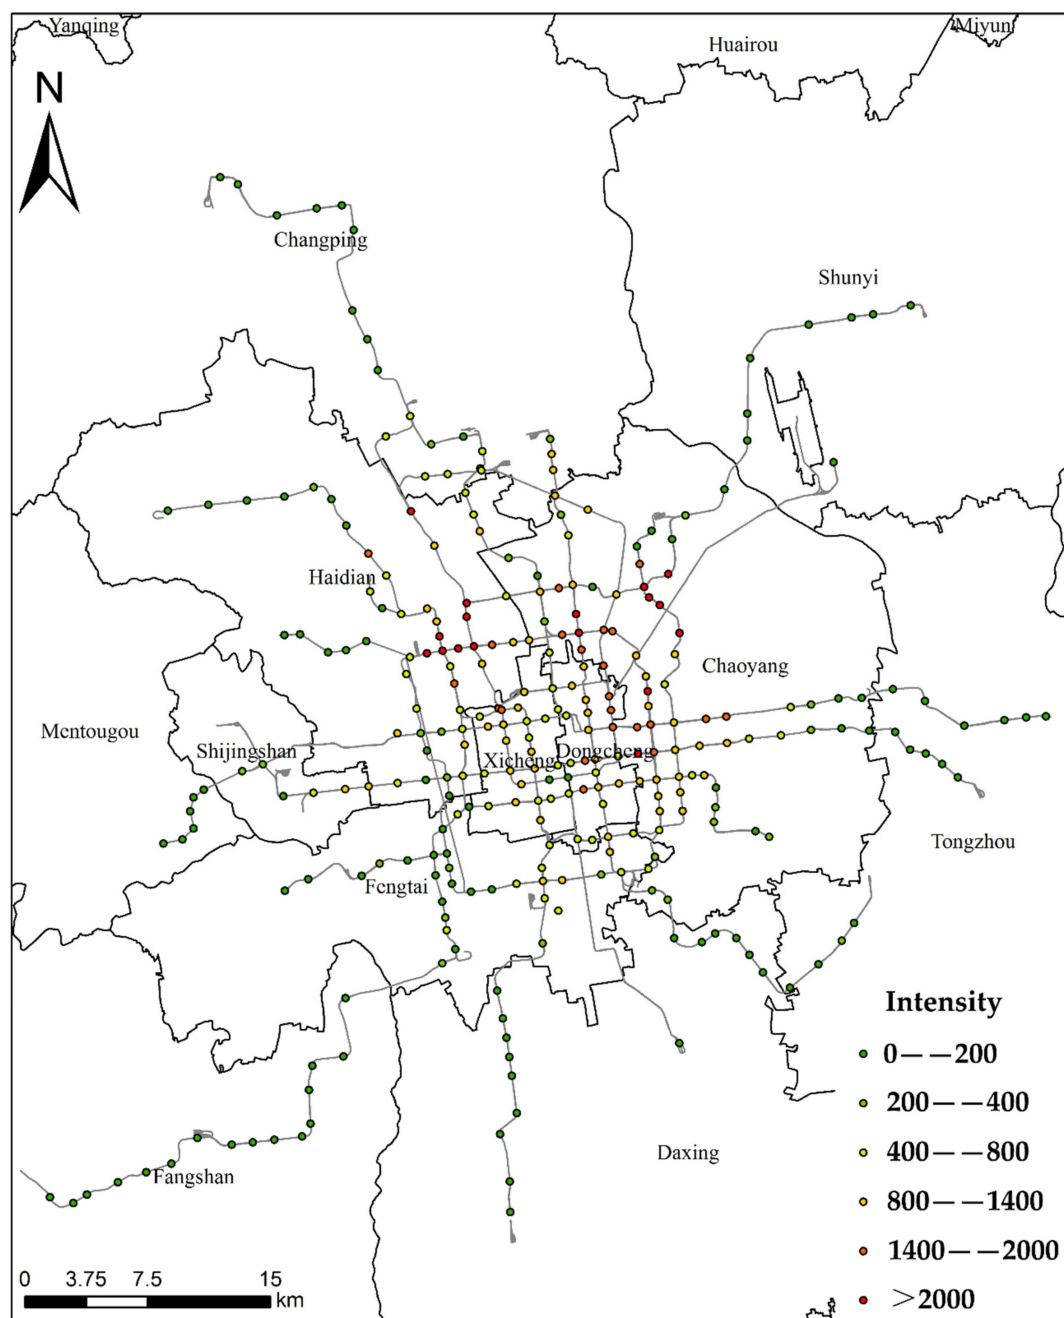 Yanqing
Miyun
Huairou
N
Changping
Shunyi
Haidian
Chaoyang
Mentougou
Shijingshan
Xicheng
Dongcheng
Tongzhou
Fengtai
Intensity
0——200
200——400
400——800
800——1400
1400——2000
>2000
Daxing
Fangshan
0 3.75 7.5 15
km